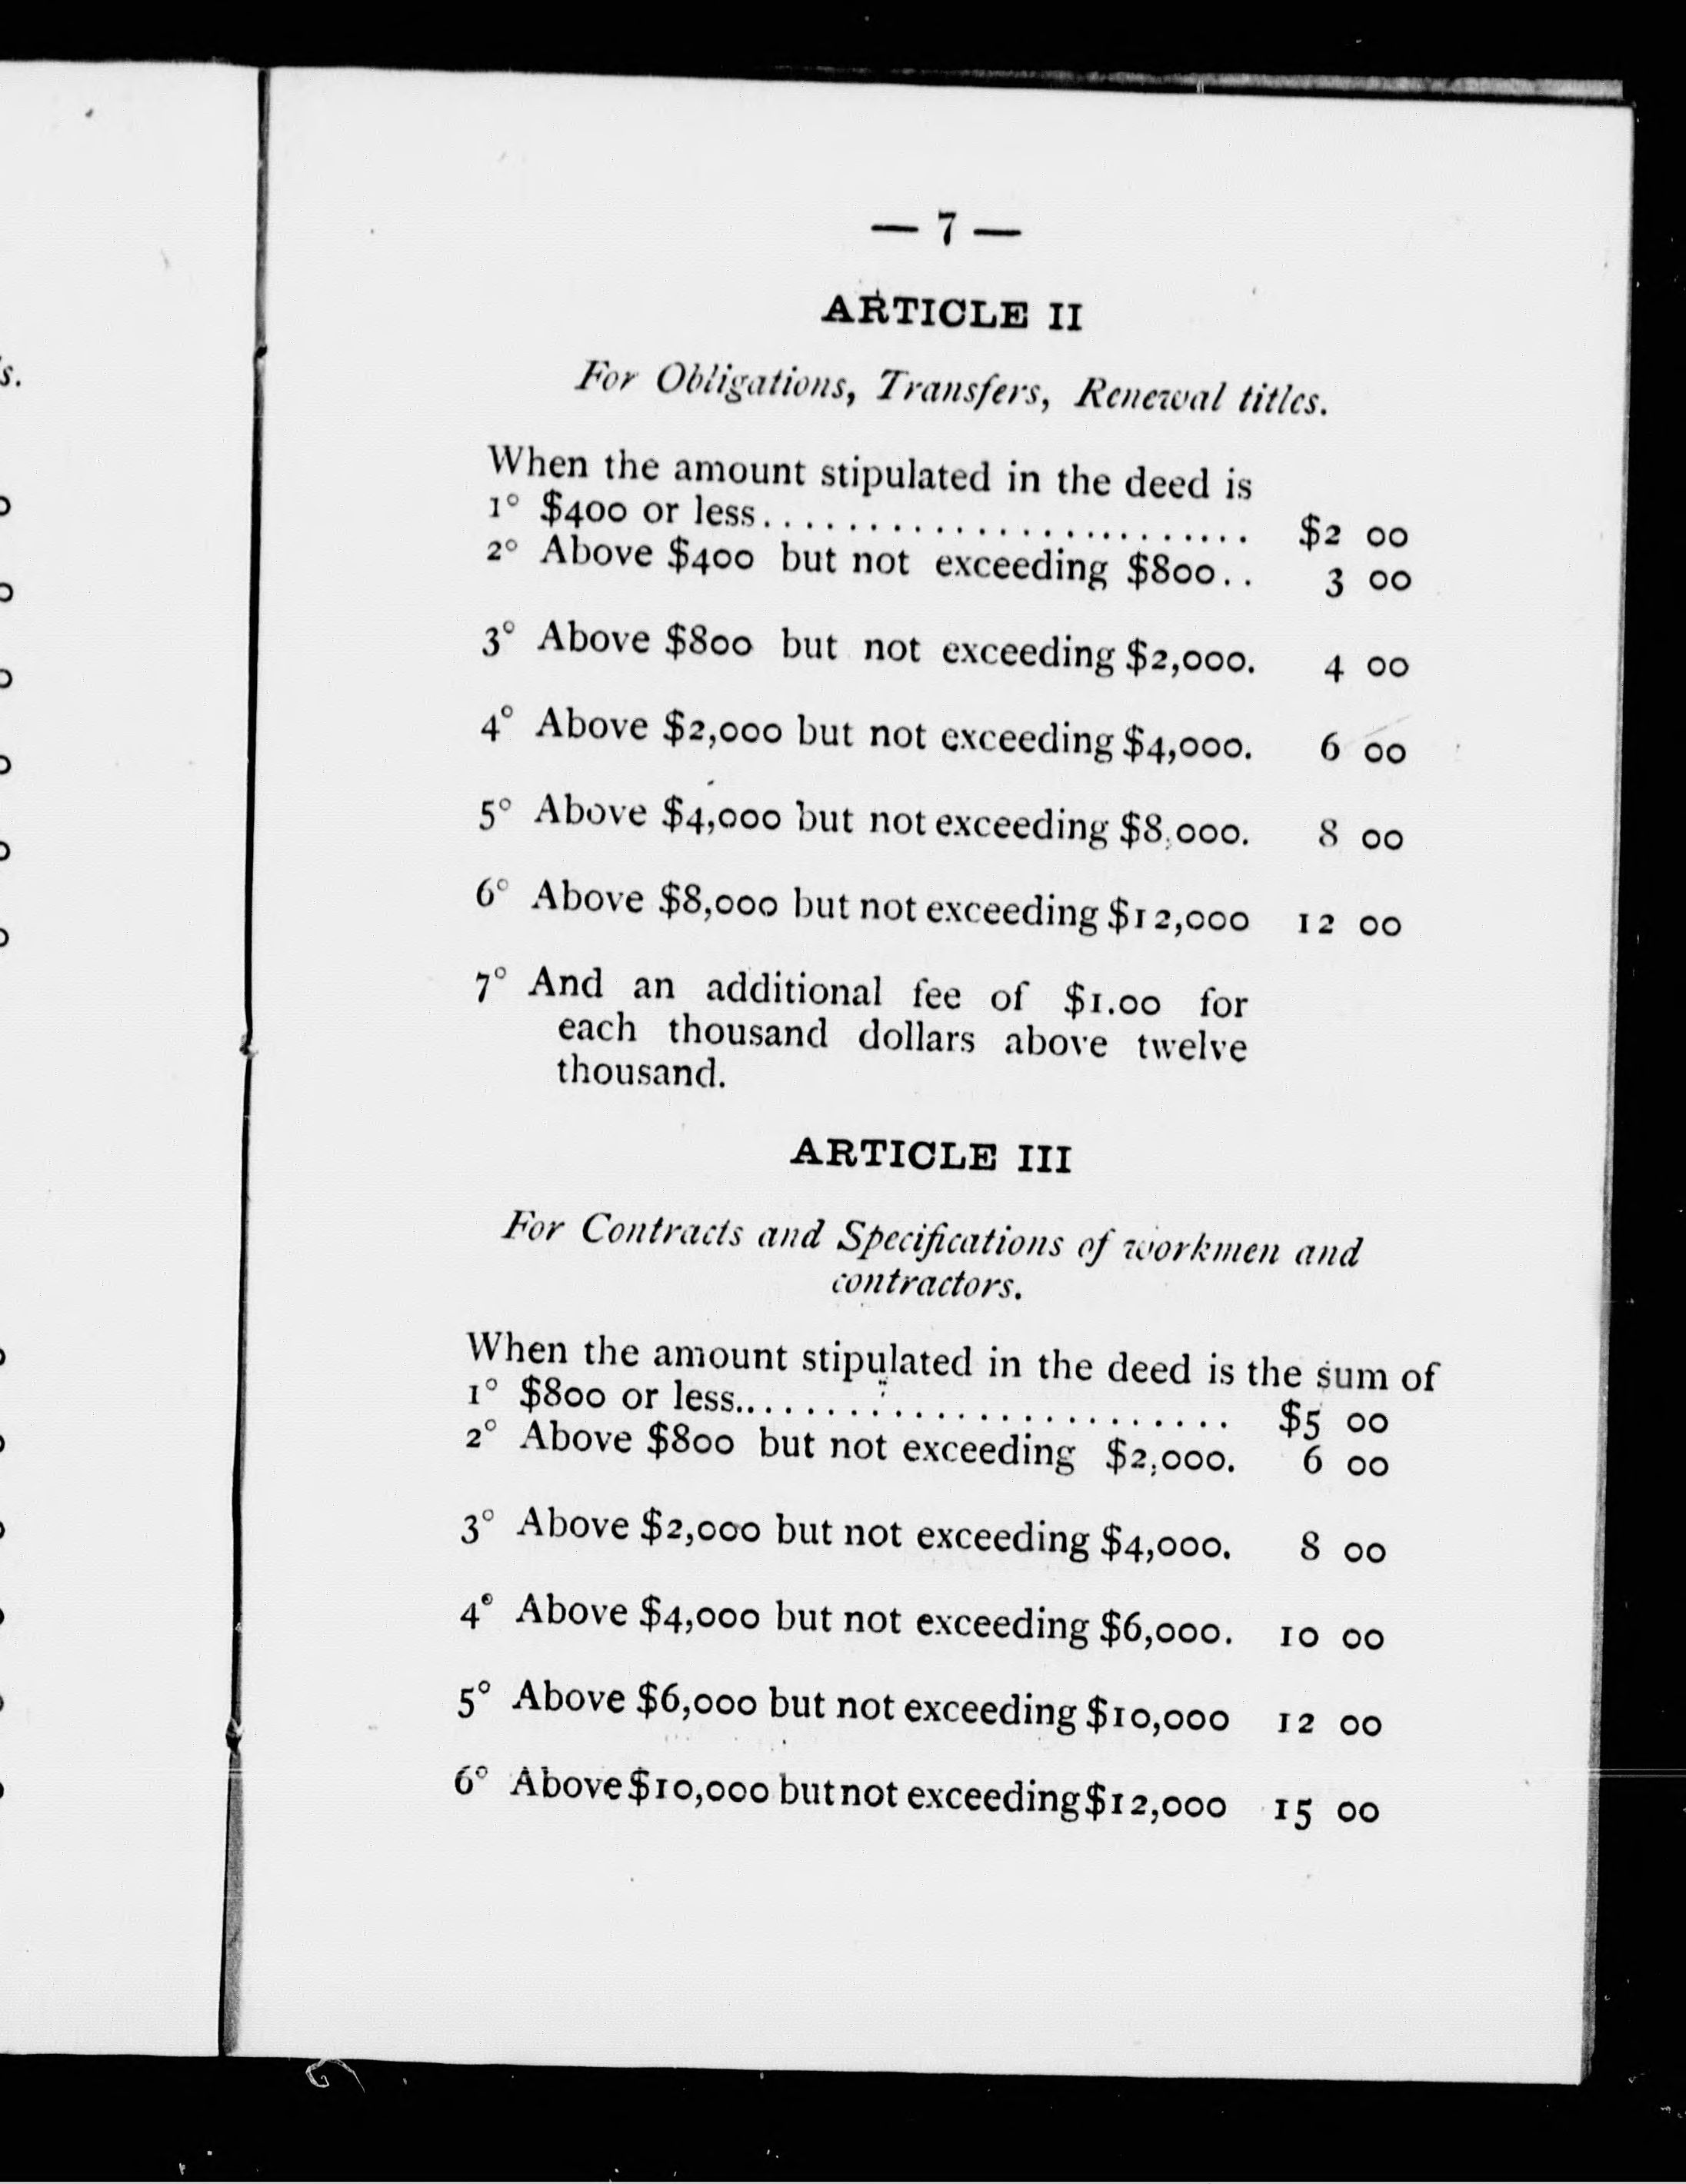 — 7 —
ARTICLE II
For Obligations, Transfers, Renewal titles.
When the amount stipulated in the deed is
1° $400 or less......................... $2 00
2° Above $400 but not exceeding $800.. 3 00
3° Above $800 but not exceeding $2,000. 4 00
4° Above $2,000 but not exceeding $4,000. 6 00
5° Above $4,000 but not exceeding $8,000. 8 00
6° Above $8,000 but not exceeding $12,000 12 00
7° And an additional fee of $1.00 for
each thousand dollars above twelve
thousand.
ARTICLE III
For Contracts and Specifications of workmen and
contractors.
When the amount stipulated in the deed is the sum of
1° $800 or less.......................... $5 00
2° Above $800 but not exceeding $2,000. 6 00
3° Above $2,000 but not exceeding $4,000. 8 00
4° Above $4,000 but not exceeding $6,000. 10 00
5° Above $6,000 but not exceeding $10,000 12 00
6° Above $10,000 but not exceeding $12,000 15 00